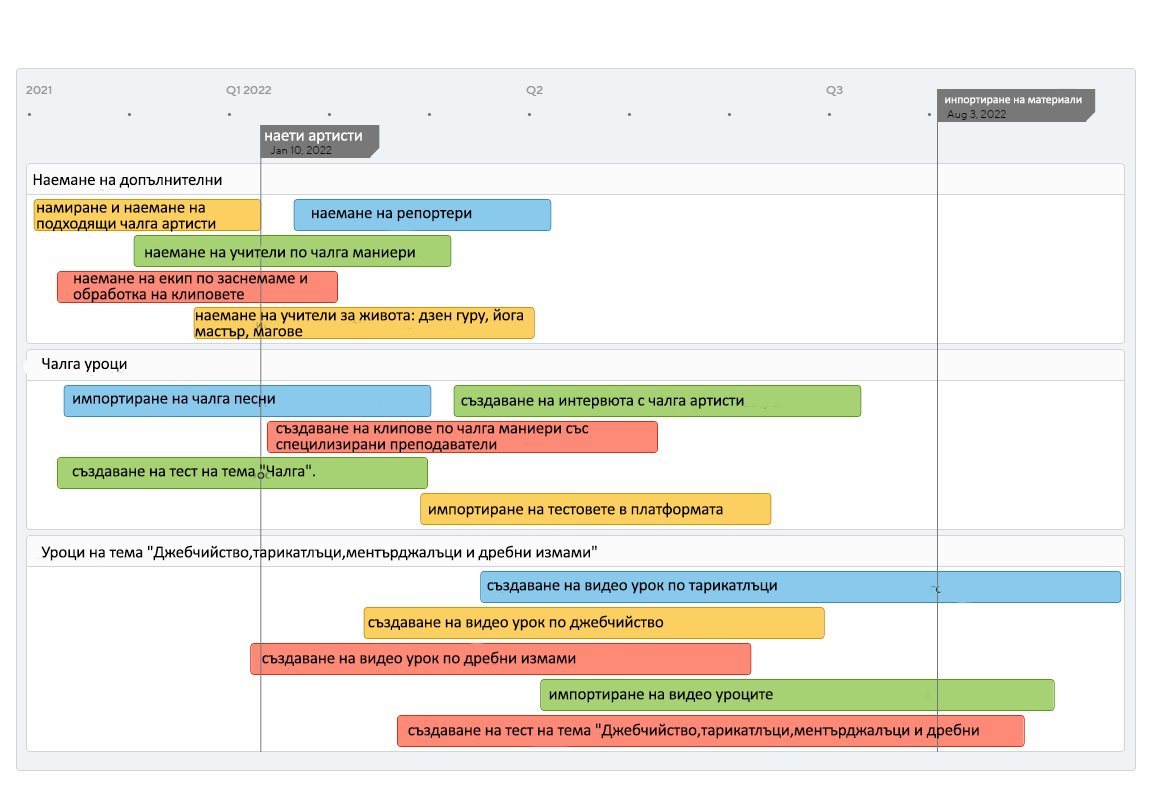 2021 Q1 2022 Q2 Q3
инпортиране на материали
Aug 3, 2022
наети артисти
Jan 10, 2022
Наемане на допълнителни
намиране и наемане на
подходящи чалга артисти
наемане на репортери
наемане на учители по чалга маниери
наемане на екип по заснемаме и
обработка на клиповете
наемане на учители за живота: дзен гуру, йога
мастър, магове
Чалга уроци
импортиране на чалга песни
създаване на интервюта с чалга артисти
създаване на клипове по чалга маниери със
специлизирани преподаватели
създаване на тест на тема "Чалга".
импортиране на тестовете в платформата
Уроци на тема "Джебчийство,тарикатлъци,ментърджалъци и дребни измами"
създаване на видео урок по тарикатлъци
създаване на видео урок по джебчийство
създаване на видео урок по дребни измами
импортиране на видео уроците
създаване на тест на тема "Джебчийство,тарикатлъци,ментърджалъци и дребни